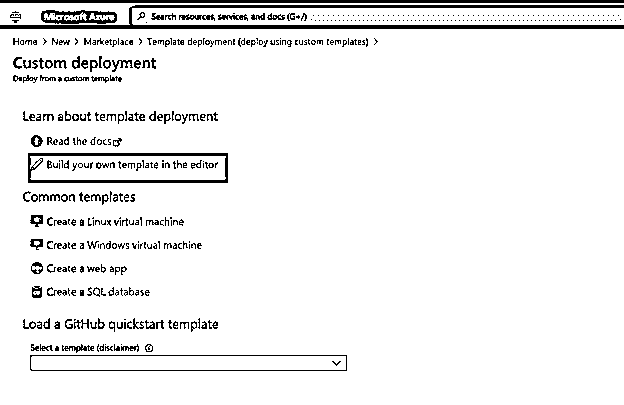 Microsoft Azure
Search resources, services, and docs (G+/)
Home > New > Marketplace > Template deployment (deploy using custom templates) >
Custom deployment
Deploy from a custom template
Learn about template deployment
Read the docs
Build your own template in the editor
Common templates
Create a Linux virtual machine
Create a Windows virtual machine
Create a web app
Create a SQL database
Load a GitHub quickstart template
Select a template (disclaimer)